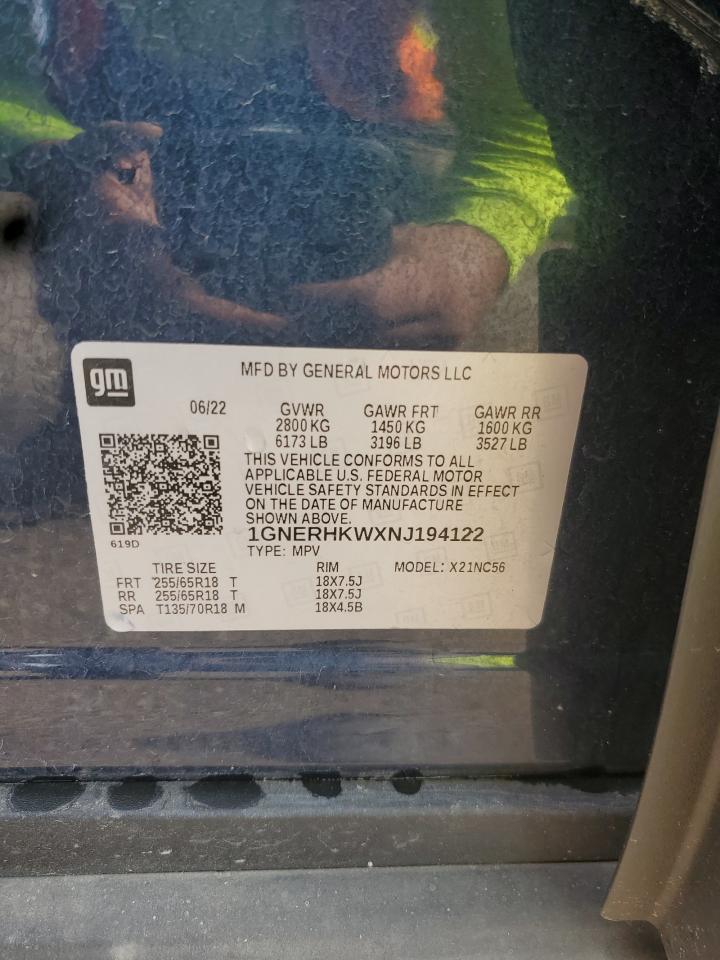 gm
MFD BY GENERAL MOTORS LLC
06/22 GVWR GAWR FRT GAWR RR
2800 KG 1450 KG 1600 KG
6173 LB 3196 LB 3527 LB
THIS VEHICLE CONFORMS TO ALL
APPLICABLE U.S. FEDERAL MOTOR
VEHICLE SAFETY STANDARDS IN EFFECT
ON THE DATE OF MANUFACTURE
SHOWN ABOVE.
1GNERHKWXNJ194122
619D
TYPE: MPV
TIRE SIZE RIM MODEL: X21NC56
FRT 255/65R18 T 18X7.5J
RR 255/65R18 T 18X7.5J
SPA T135/70R18 M 18X4.5B